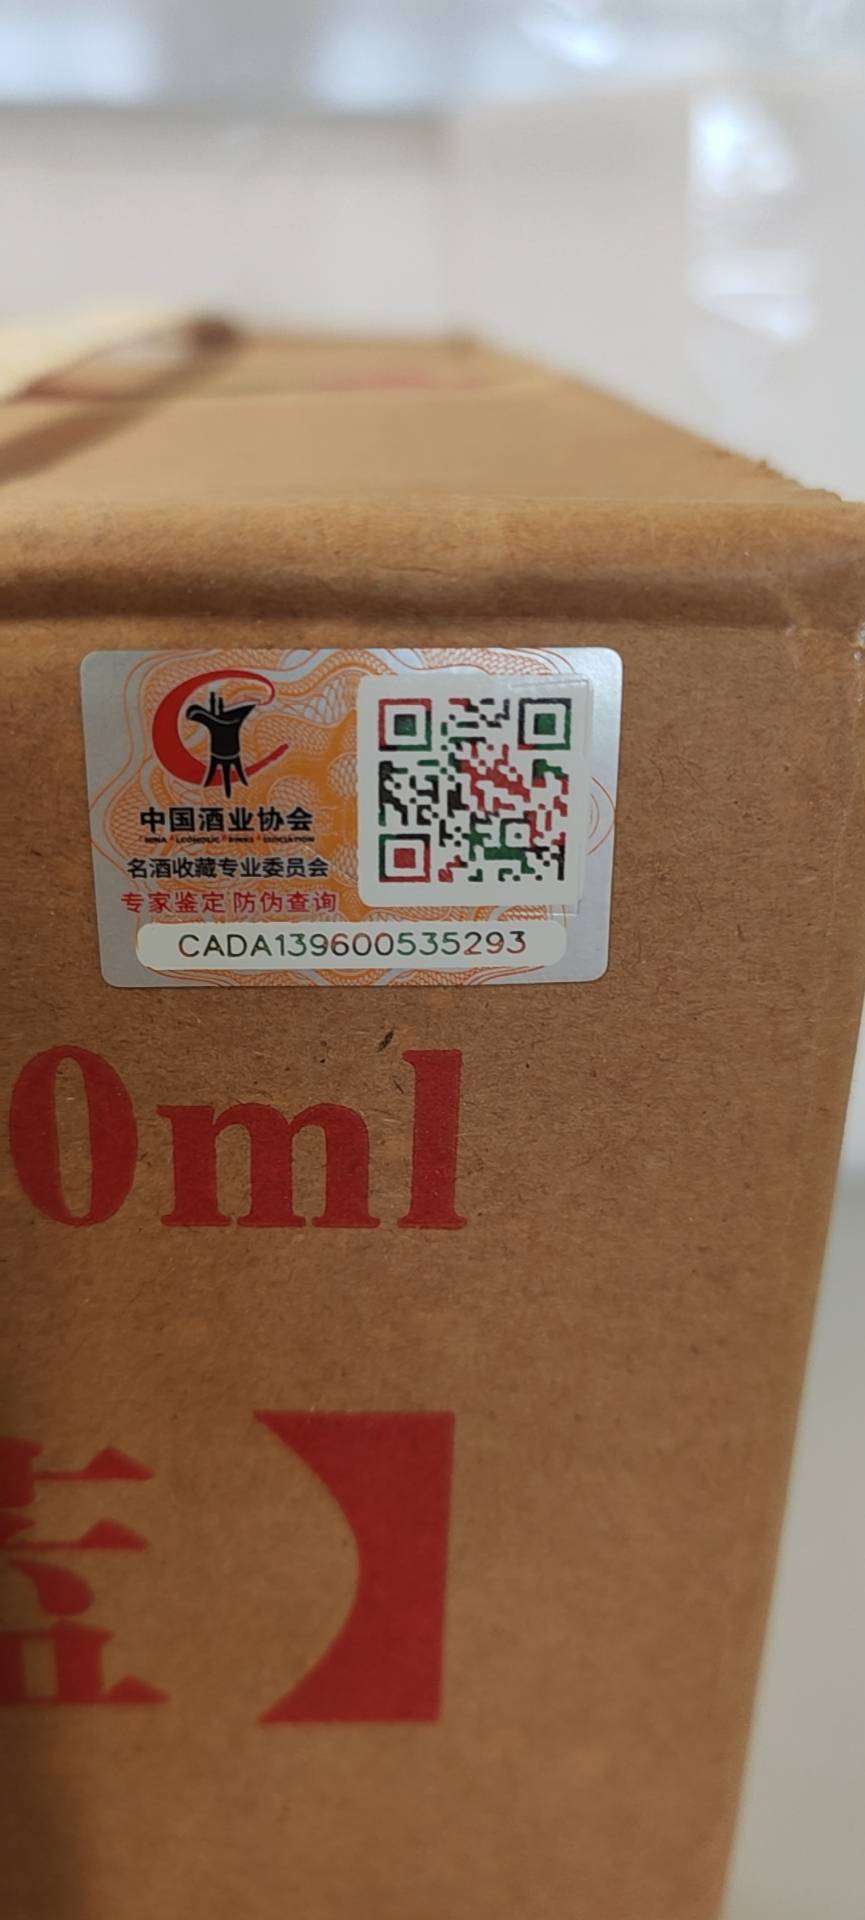 中国酒业协会
名酒收藏专业委员会
专家鉴定 防伪查询
CADA139600535293
0ml
】